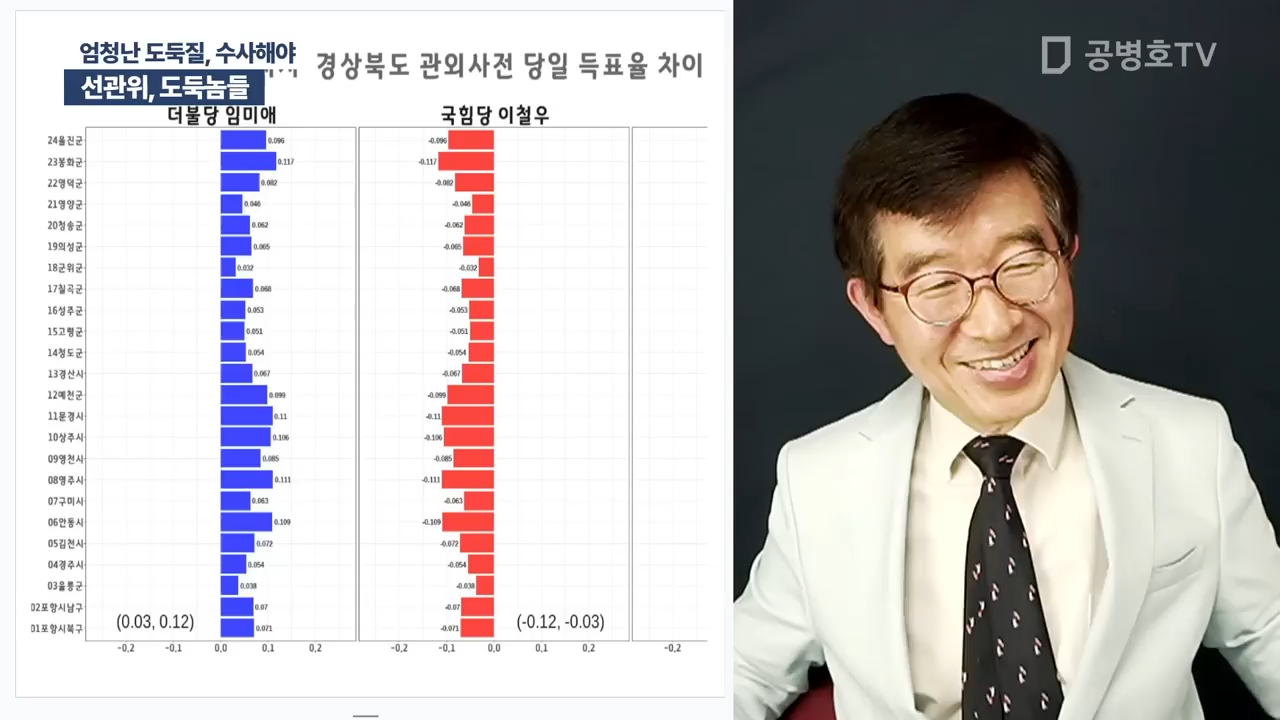 엄청난 도둑질, 수사해야
선관위, 도둑놈들
경상북도 관외사전 당일 득표율 차이
공병호TV
더불당 임미애
국힘당 이철우
24울진군 0.096 -0.096
23봉화군 0.117 -0.117
22영덕군 0.082 -0.082
21영양군 0.046 -0.046
20청송군 0.062 -0.062
19의성군 0.065 -0.065
18군위군 0.032 -0.032
17칠곡군 0.068 -0.068
16성주군 0.053 -0.053
15고령군 0.051 -0.051
14청도군 0.054 -0.054
13경산시 0.067 -0.067
12예천군 0.099 -0.099
11문경시 0.11 -0.11
10상주시 0.106 -0.106
09영천시 0.085 -0.085
08영주시 0.111 -0.111
07구미시 0.063 -0.063
06안동시 0.109 -0.109
05김천시 0.072 -0.072
04경주시 0.054 -0.054
03울릉군 0.038 -0.038
02포항시남구 0.07 -0.07
01포항시북구 0.071 -0.071
(0.03, 0.12) (-0.12, -0.03)
-0.2 -0.1 0.0 0.1 0.2 -0.2 -0.1 0.0 0.1 0.2 -0.2